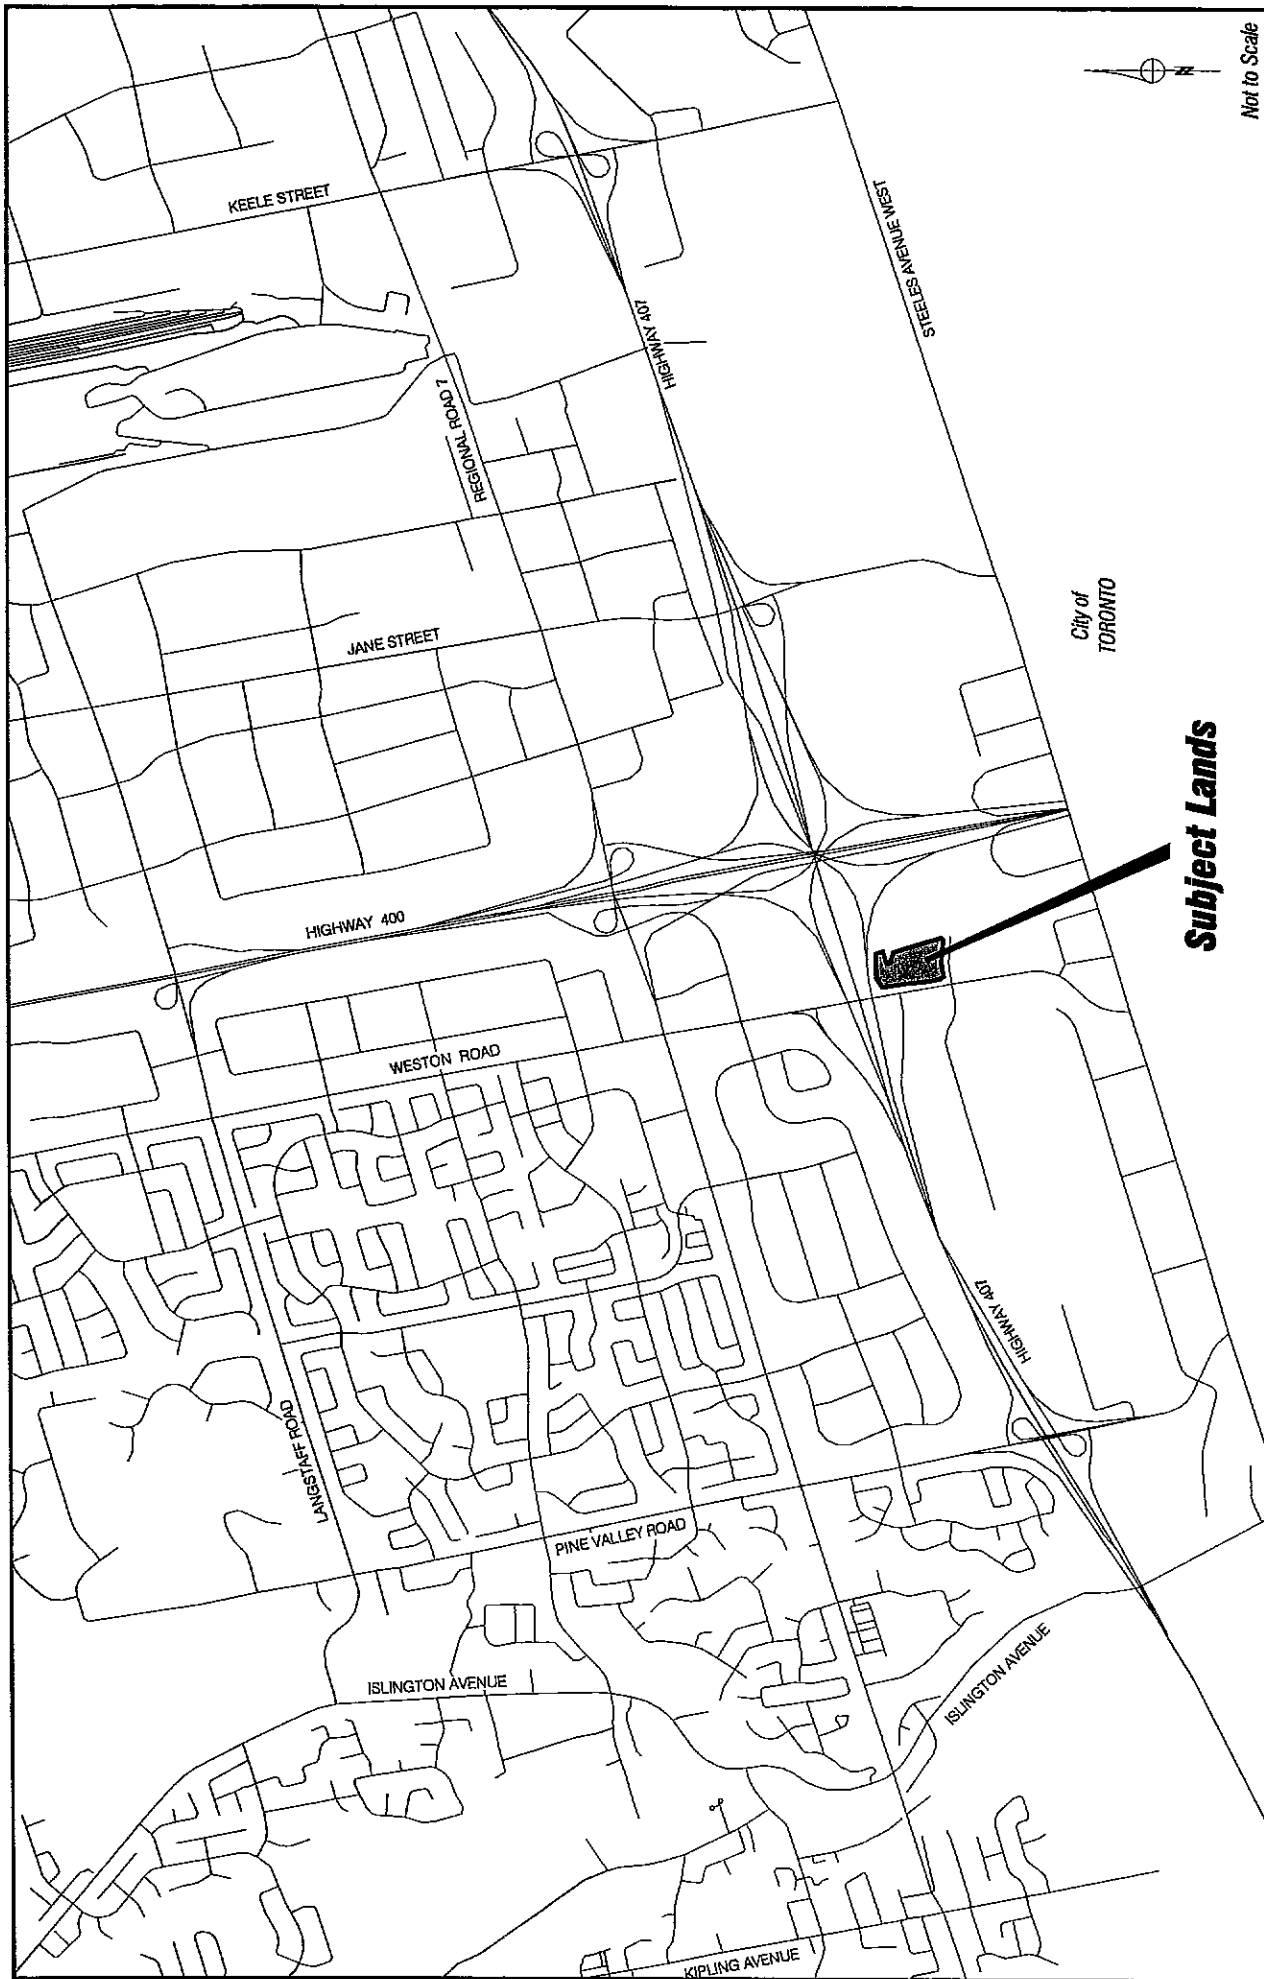 KEELE STREET
STEELES AVENUE WEST
HIGHWAY 407
REGIONAL ROAD 7
JANE STREET
City of
TORONTO
Subject Lands
HIGHWAY 400
WESTON ROAD
HIGHWAY 407
LANGSTAFF ROAD
PINE VALLEY ROAD
ISLINGTON AVENUE
ISLINGTON AVENUE
KIPLING AVENUE
N
Not to Scale